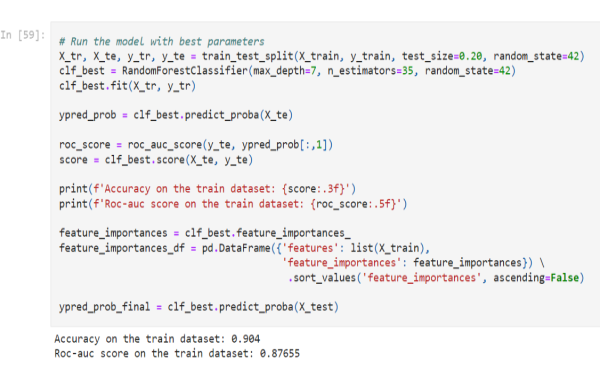 In [59]:
# Run the model with best parameters
X_tr, X_te, y_tr, y_te = train_test_split(X_train, y_train, test_size=0.20, random_state=42)
clf_best = RandomForestClassifier(max_depth=7, n_estimators=35, random_state=42)
clf_best.fit(X_tr, y_tr)
ypred_prob = clf_best.predict_proba(X_te)
roc_score = roc_auc_score(y_te, ypred_prob[:,1])
score = clf_best.score(X_te, y_te)
print(f'Accuracy on the train dataset: {score:.3f}')
print(f'Roc-auc score on the train dataset: {roc_score:.5f}')
feature_importances = clf_best.feature_importances_
feature_importances_df = pd.DataFrame({'features': list(X_train),
'feature_importances': feature_importances}) \
.sort_values('feature_importances', ascending=False)
ypred_prob_final = clf_best.predict_proba(X_test)
Accuracy on the train dataset: 0.904
Roc-auc score on the train dataset: 0.87655